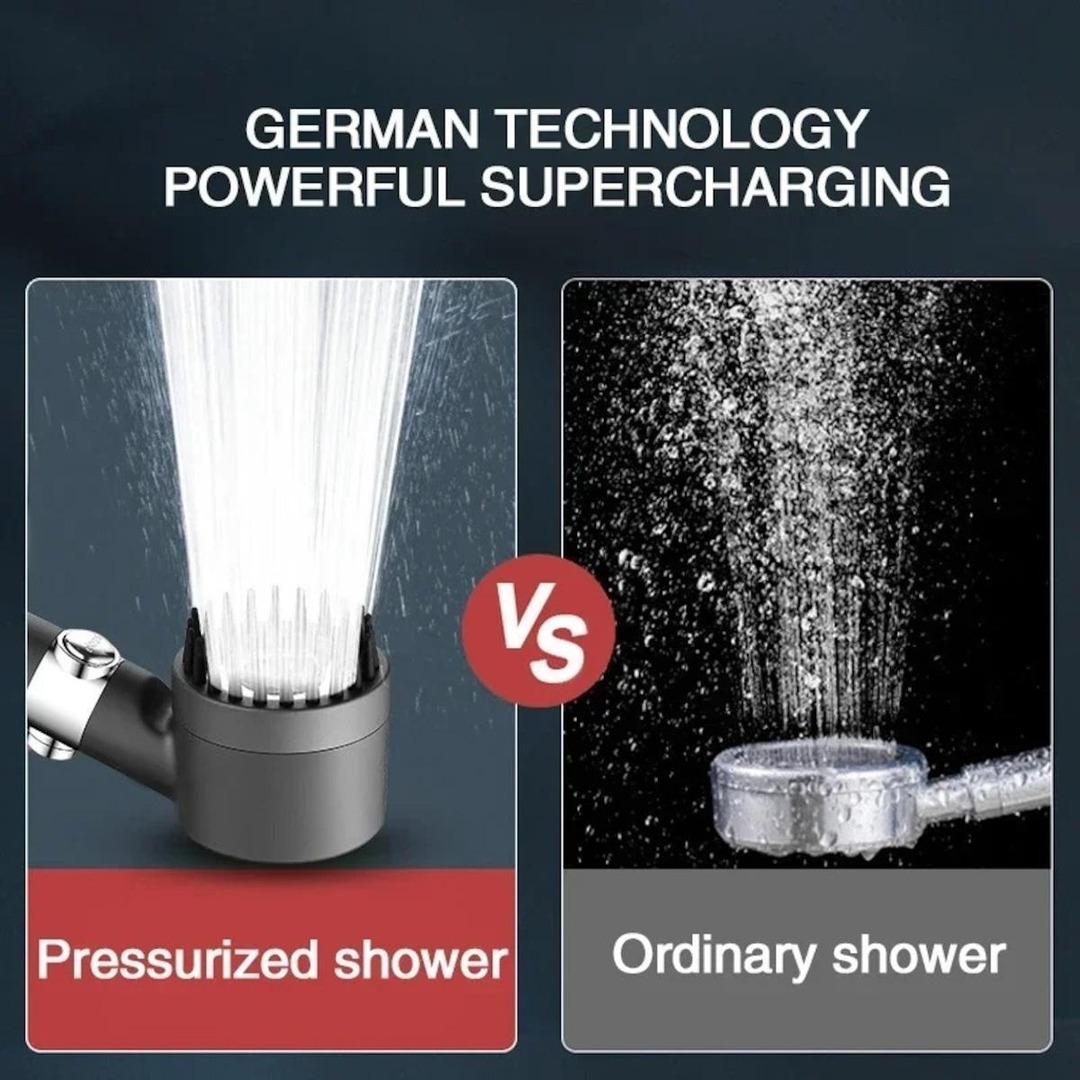 GERMAN TECHNOLOGY
POWERFUL SUPERCHARGING
VS
Pressurized shower
Ordinary shower